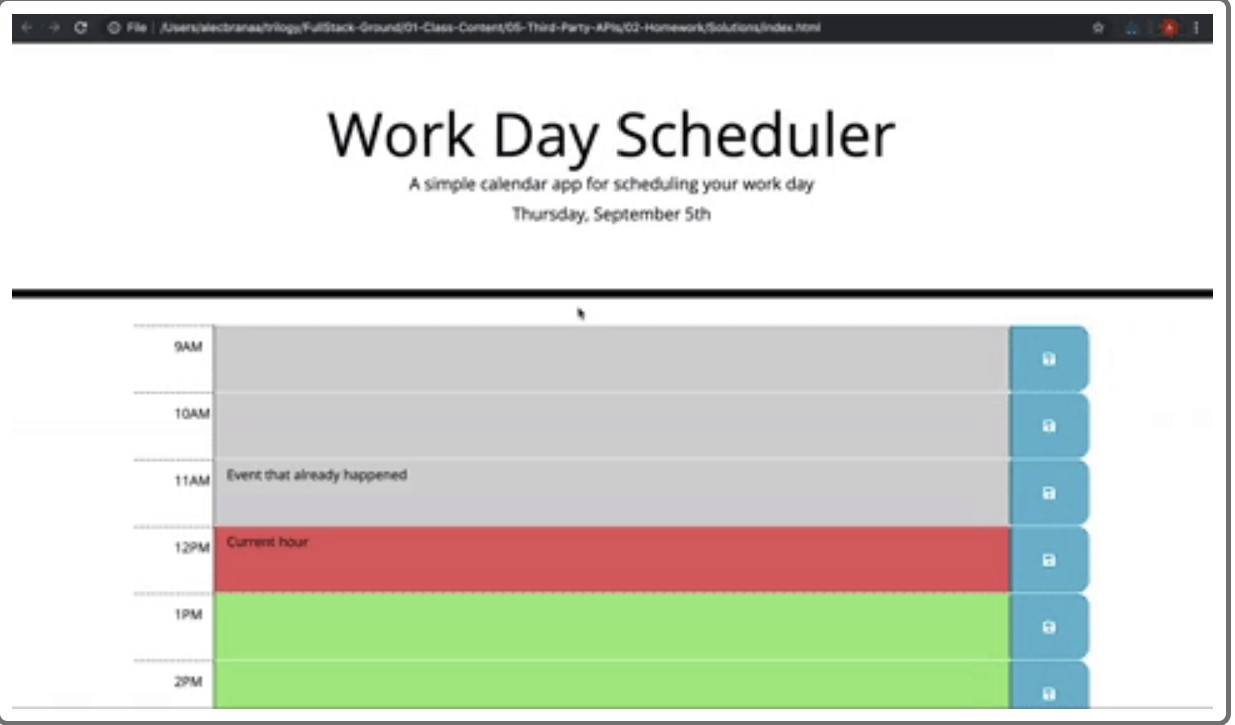 File /Users/alecbranaa/trilogy/FullStack-Ground/01-Class-Content/05-Third-Party-APIs/02-Homework/Solutions/index.html
Work Day Scheduler
A simple calendar app for scheduling your work day
Thursday, September 5th
9AM
10AM
11AM Event that already happened
12PM Current hour
1PM
2PM